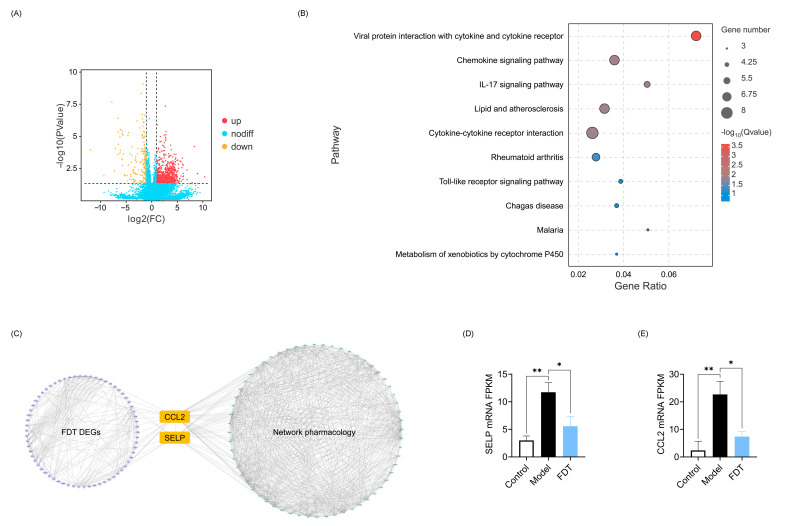 (A)
10
7.5
5
2.5
-log10(PValue)
-10
-5
0
5
10
log2(FC)
up
nodiff
down
(B)
Pathway
Viral protein interaction with cytokine and cytokine receptor
Chemokine signaling pathway
IL-17 signaling pathway
Lipid and atherosclerosis
Cytokine-cytokine receptor interaction
Rheumatoid arthritis
Toll-like receptor signaling pathway
Chagas disease
Malaria
Metabolism of xenobiotics by cytochrome P450
0.02
0.04
0.06
Gene Ratio
Gene number
3
4.25
5.5
6.75
8
-log10(Qvalue)
3.5
3
2.5
2
1.5
1
(C)
FDT DEGs
CCL2
SELP
Network pharmacology
(D)
SELP mRNA FPKM
15
10
5
0
**
*
Control
Model
FDT
(E)
CCL2 mRNA FPKM
30
20
10
0
**
*
Control
Model
FDT